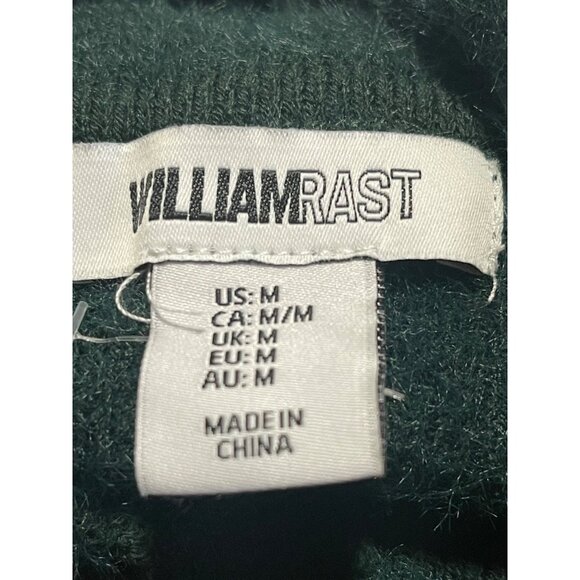 WILLIAMRAST
US: M
CA: M/M
UK: M
EU: M
AU: M
MADE IN
CHINA